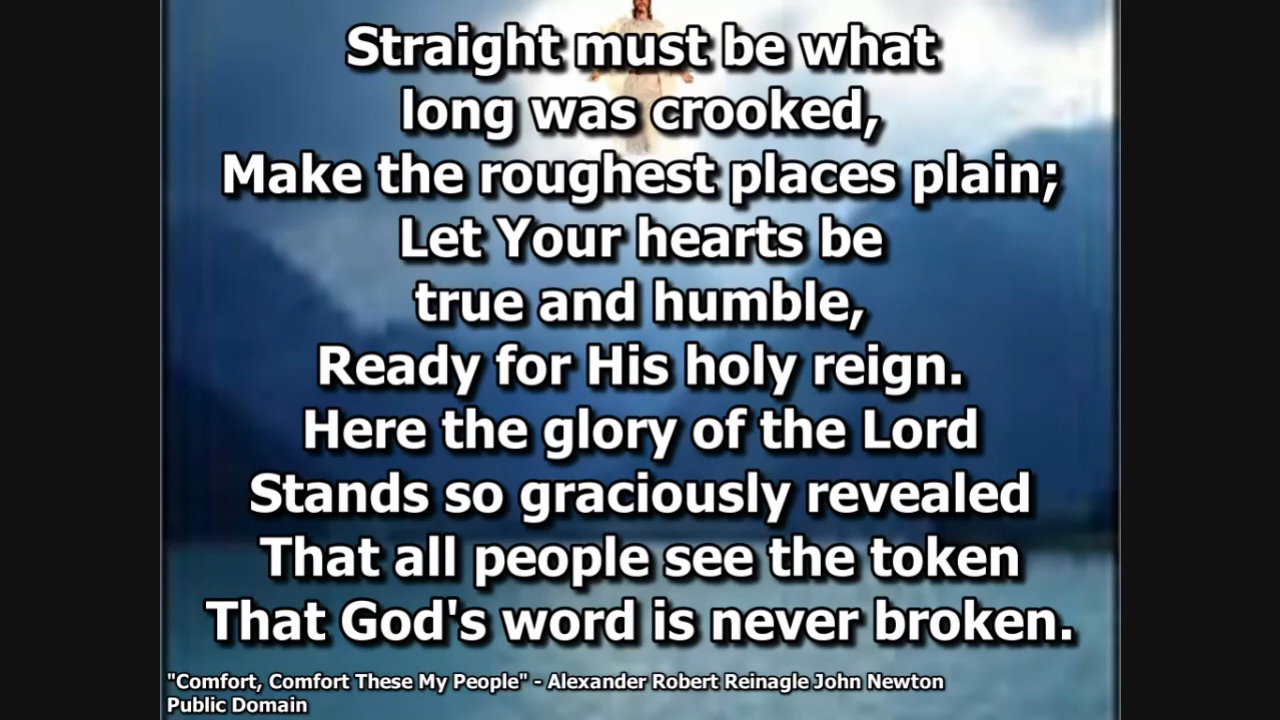 Straight must be what
long was crooked,
Make the roughest places plain;
Let Your hearts be
true and humble,
Ready for His holy reign.
Here the glory of the Lord
Stands so graciously revealed
That all people see the token
That God's word is never broken.
"Comfort, Comfort These My People" - Alexander Robert Reinagle John Newton
Public Domain